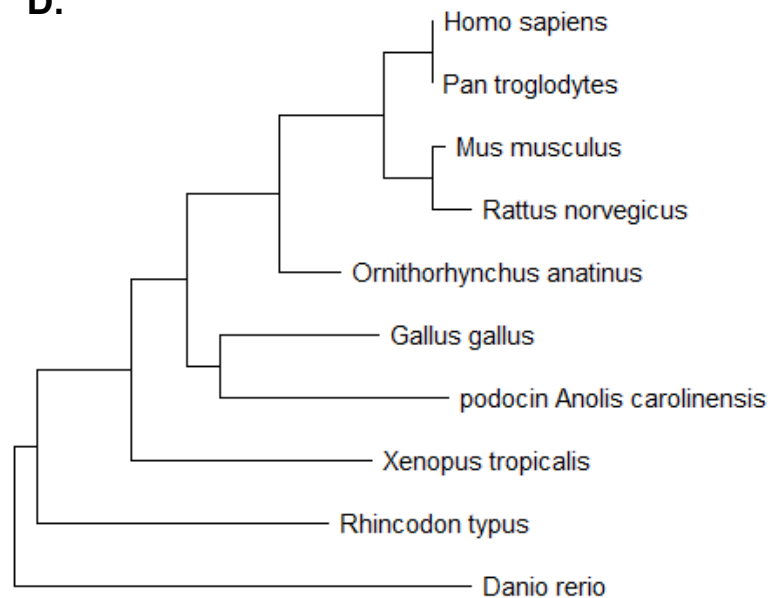 D.
Homo sapiens
Pan troglodytes
Mus musculus
Rattus norvegicus
Ornithorhynchus anatinus
Gallus gallus
podocin Anolis carolinensis
Xenopus tropicalis
Rhincodon typus
Danio rerio